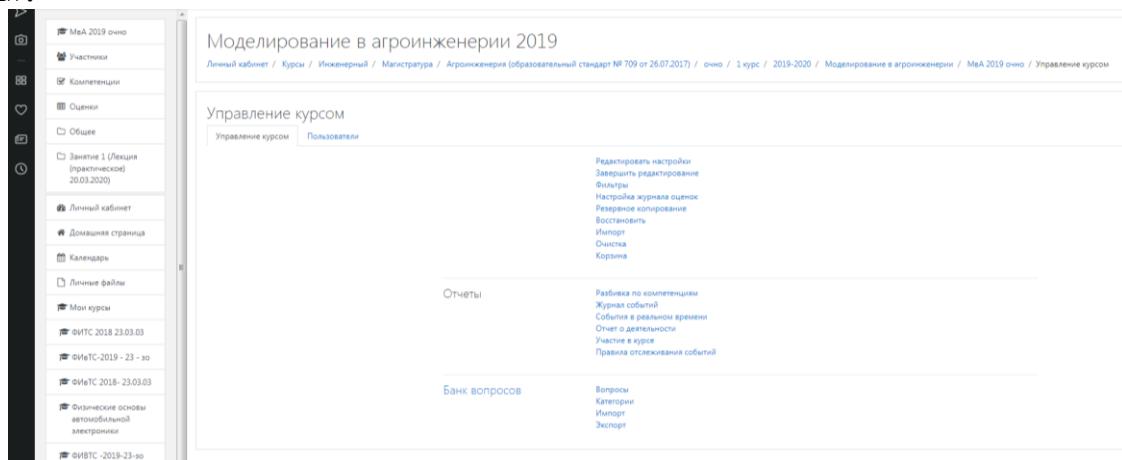 МвА 2019 очно
Участники
Компетенции
Оценки
Общее
Занятие 1 (Лекция
(практическое)
20.03.2020)
Личный кабинет
Домашняя страница
Календарь
Личные файлы
Мои курсы
ФИТС 2018 23.03.03
ФИвТС-2019 - 23 - зо
ФИвТС 2018- 23.03.03
Физические основы
автомобильной
электроники
ФИВТС -2019-23-зо
Моделирование в агроинженерии 2019
Личный кабинет / Курсы / Инженерный / Магистратура / Агроинженерия (образовательный стандарт № 709 от 26.07.2017) / очно / 1 курс / 2019-2020 / Моделирование в агроинженерии / МвА 2019 очно / Управление курсом
Управление курсом
Управление курсом Пользователи
Редактировать настройки
Завершить редактирование
Фильтры
Настройка журнала оценок
Резервное копирование
Восстановить
Импорт
Очистка
Корзина
Отчеты
Разбивка по компетенциям
Журнал событий
События в реальном времени
Отчет о деятельности
Участие в курсе
Правила отслеживания событий
Банк вопросов
Вопросы
Категории
Импорт
Экспорт